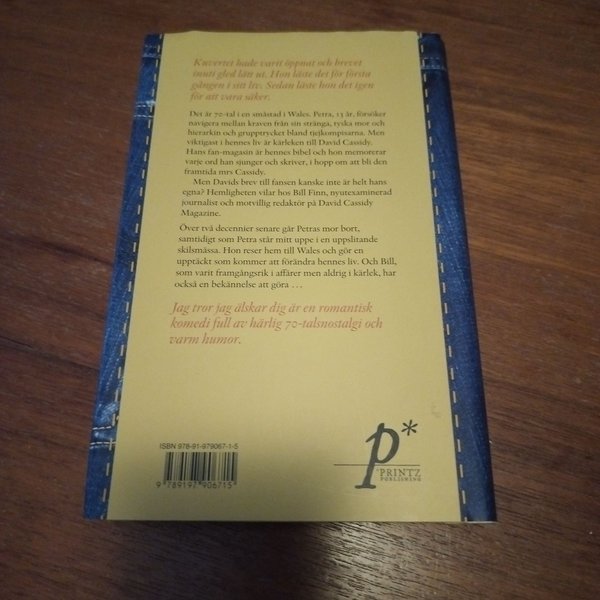 Kuvertet hade varit öppnat och brevet
inuti gled lätt ut. Hon läste det för första
gången i sitt liv. Sedan läste hon det igen
för att vara säker.
Det är 70-tal i en småstad i Wales. Petra, 13 år, försöker
navigera mellan kraven från sin stränga, tyska mor och
hierarkin och grupptrycket bland tjejkompisarna. Men
viktigast i hennes liv är kärleken till David Cassidy.
Hans fan-magasin är hennes bibel och hon memorerar
varje ord han sjunger och skriver, i hopp om att bli den
framtida mrs Cassidy.
Men Davids brev till fansen kanske inte är helt hans
egna? Hemligheten vilar hos Bill Finn, nyutexaminerad
journalist och motvillig redaktör på David Cassidy
Magazine.
Över två decennier senare går Petras mor bort,
samtidigt som Petra står mitt uppe i en uppslitande
skilsmässa. Hon reser hem till Wales och gör en
upptäckt som kommer att förändra hennes liv. Och Bill,
som varit framgångsrik i affärer men aldrig i kärlek, har
också en bekännelse att göra ...
Jag tror jag älskar dig är en romantisk
komedi full av härlig 70-talsnostalgi och
varm humor.
ISBN 978-91-979067-1-5
9 789197 906715
p*
PRINTZ
PUBLISHING